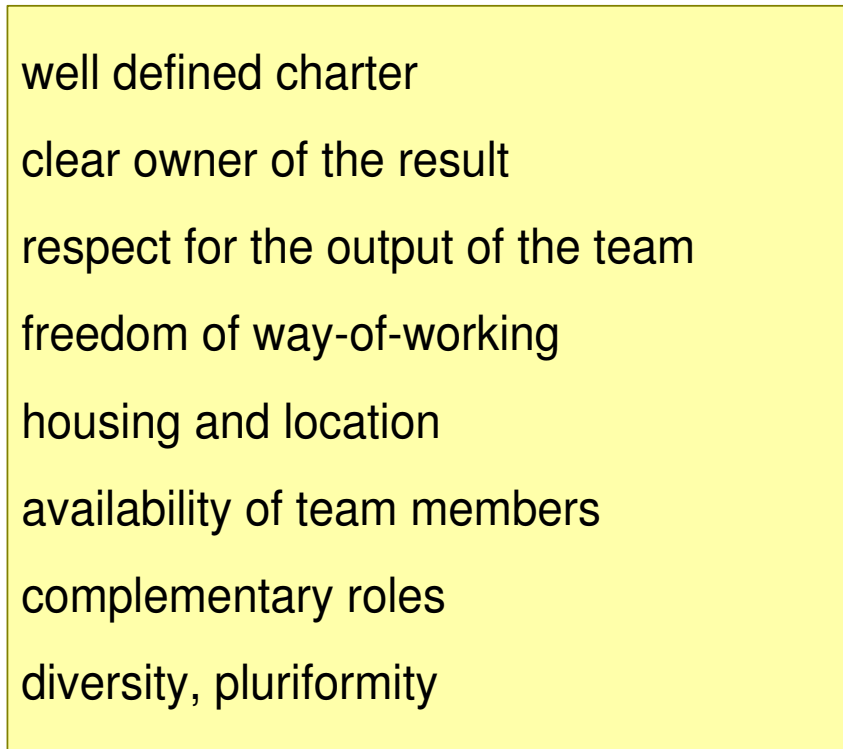 well defined charter
clear owner of the result
respect for the output of the team
freedom of way-of-working
housing and location
availability of team members
complementary roles
diversity, pluriformity